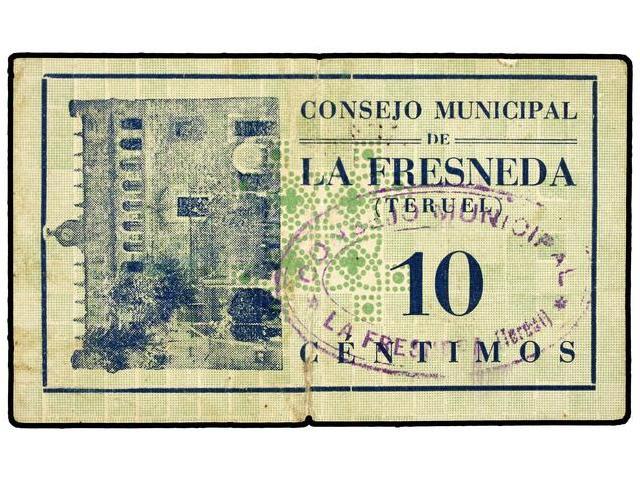 CONSEJO MUNICIPAL
DE
LA FRESNEDA
(TERUEL)
10
CÉNTIMOS
CONSEJO MUNICIPAL
* LA FRESNEDA (Teruel) *